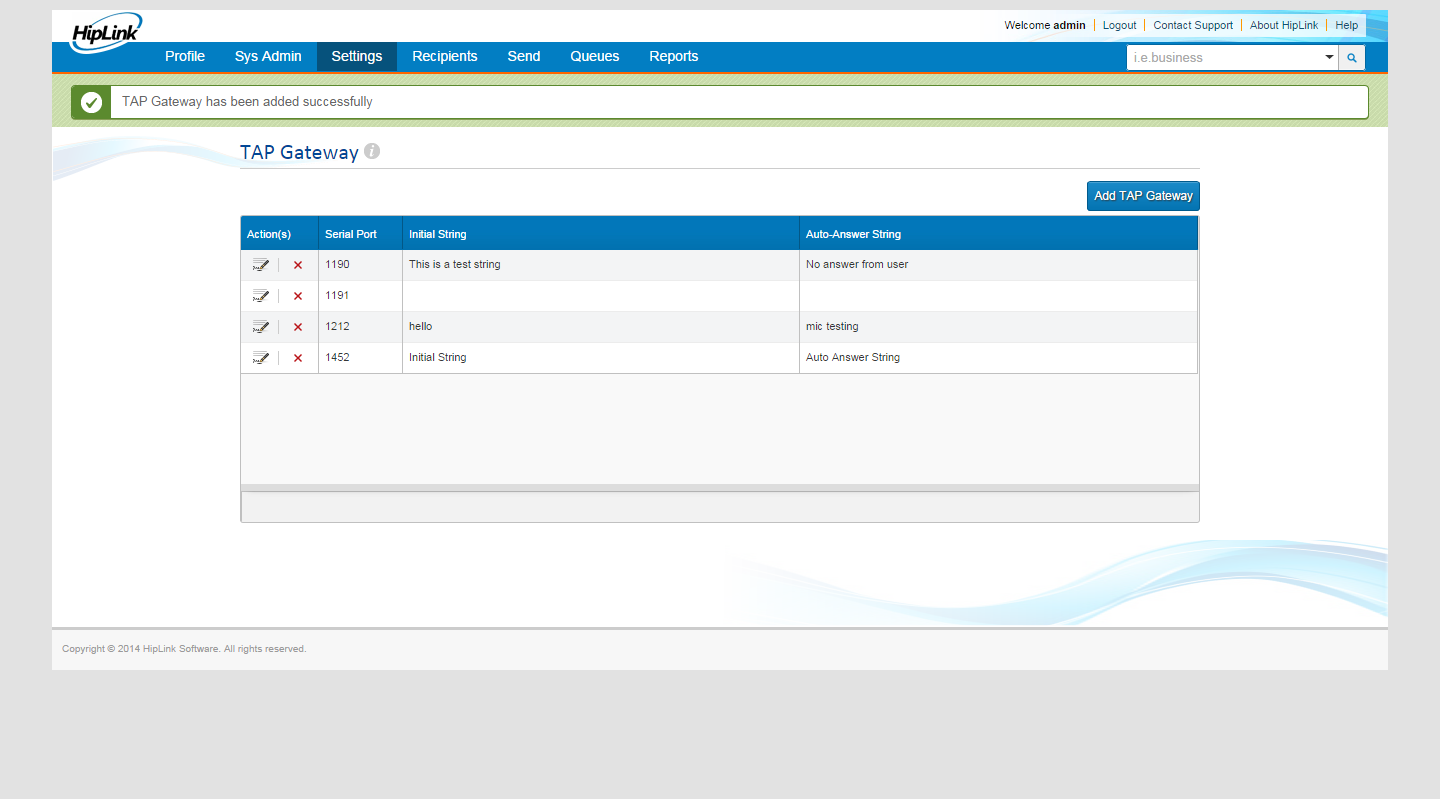 HipLink
Welcome admin Logout Contact Support About HipLink Help
Profile Sys Admin Settings Recipients Send Queues Reports i.e.business
TAP Gateway has been added successfully
TAP Gateway i
Add TAP Gateway
Action(s) Serial Port Initial String Auto-Answer String
1190 This is a test string No answer from user
1191
1212 hello mic testing
1452 Initial String Auto Answer String
Copyright © 2014 HipLink Software. All rights reserved.